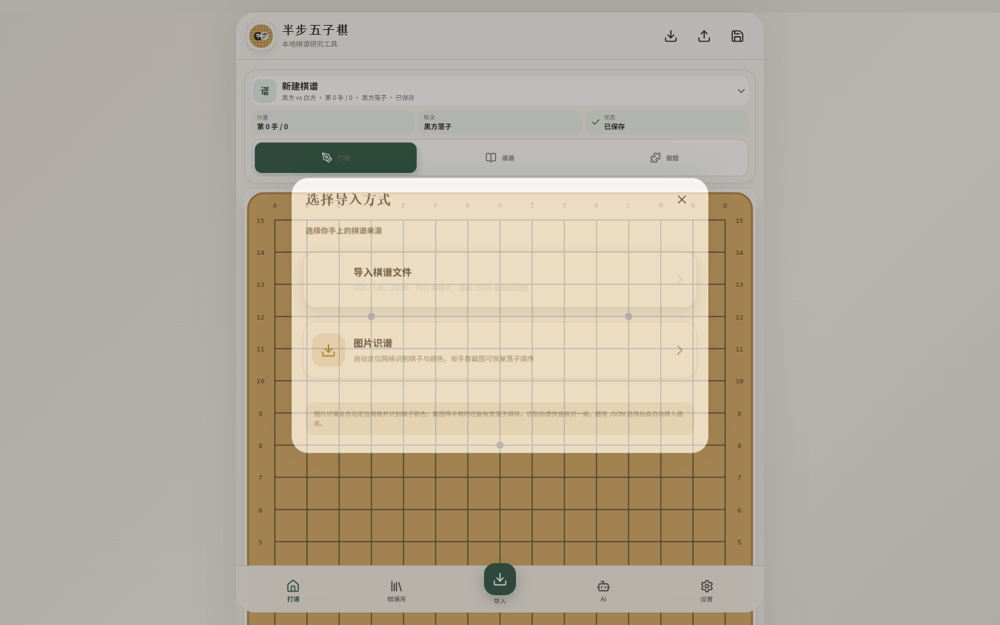 半步五子棋
本地棋谱研究工具
谱
新建棋谱
黑方 vs 白方 · 第 0 手 / 0 · 黑方落子 · 已保存
位置
第 0 手 / 0
轮次
黑方落子
状态
已保存
打谱
读谱
做题
选择导入方式
A B C D E F G H I J K L M N O
15 15
选择你手上的棋谱来源
14 14
导入棋谱文件
13 13
SGF、LIB、JSON、POS 等格式；题库 JSON 会自动识别
12 12
图片识谱
11 11
自动定位网格识别棋子与颜色，带手数截图可恢复落子顺序
10 10
9 9
图片识谱会自动定位网格并识别棋子颜色；截图带手数时还能恢复落子顺序。识别后请快速核对一遍，题库 JSON 选择后会自动转入题
库。
8 8
7 7
6 6
5 5
打谱
棋谱库
导入
AI
设置